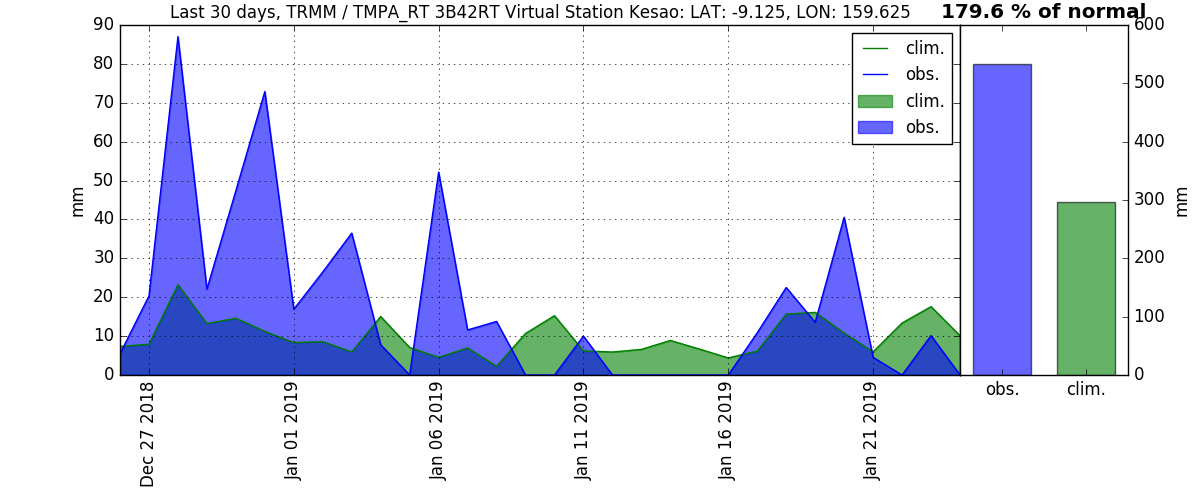 Last 30 days, TRMM / TMPA_RT 3B42RT Virtual Station Kesao: LAT: -9.125, LON: 159.625
179.6 % of normal
90
80
70
60
50
40
30
20
10
0
mm
clim.
obs.
clim.
obs.
Dec 27 2018
Jan 01 2019
Jan 06 2019
Jan 11 2019
Jan 16 2019
Jan 21 2019
600
500
400
300
200
100
0
mm
obs.
clim.